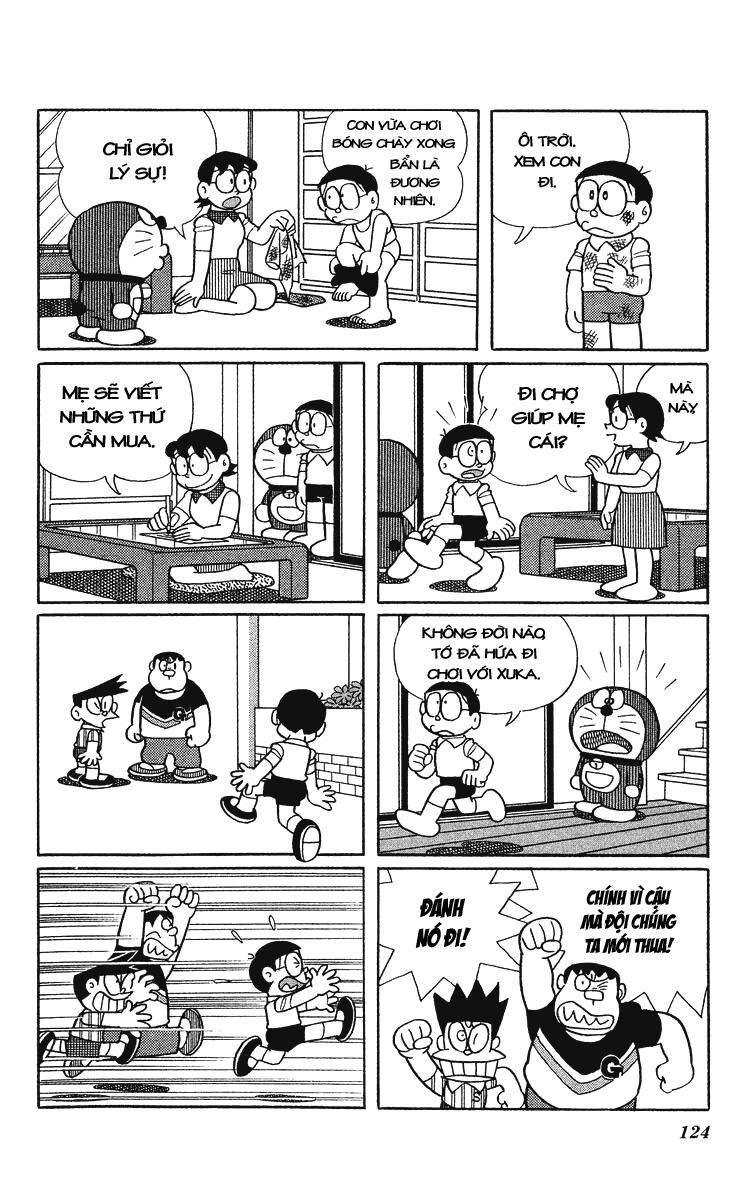 ÔI TRỜI.
XEM CON
ĐI.
CON VỪA CHƠI
BÓNG CHÀY XONG
BẨN LÀ
ĐƯƠNG
NHIÊN.
CHỈ GIỎI
LÝ SỰ!
MÀ
NÀY,
ĐI CHỢ
GIÚP MẸ
CÁI?
MẸ SẼ VIẾT
NHỮNG THỨ
CẦN MUA.
KHÔNG ĐỜI NÀO,
TỚ ĐÃ HỨA ĐI
CHƠI VỚI XUKA.
G
CHÍNH VÌ CẬU
MÀ ĐỘI CHÚNG
TA MỚI THUA!
ĐÁNH
NÓ ĐI!
G
S
124